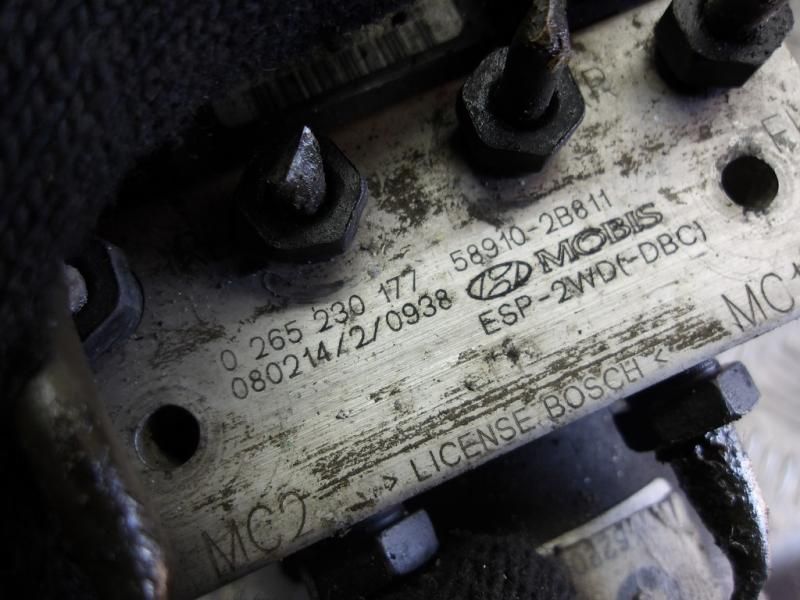 0 265 230 177 58910-2B811
080214/2/0938 MOBIS
ESP-2WD(-DBC)
MC2 > LICENSE BOSCH < MC1